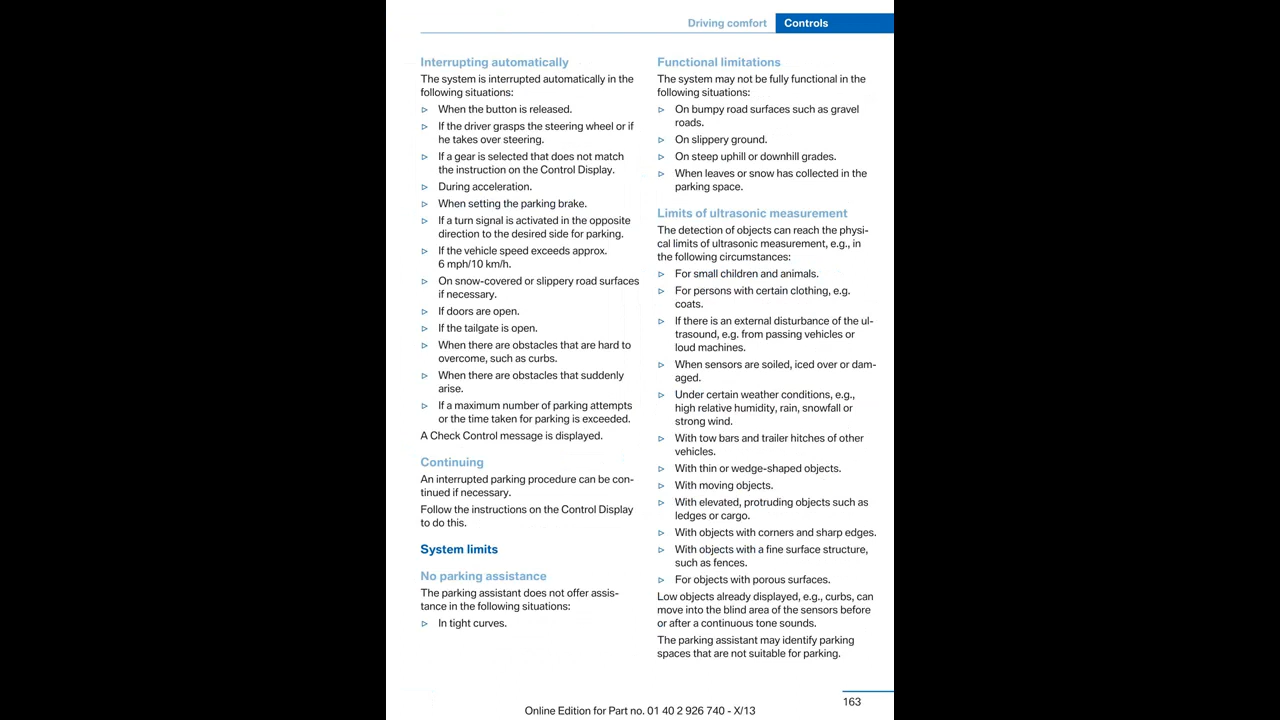 Driving comfort Controls
Interrupting automatically
The system is interrupted automatically in the
following situations:
▷ When the button is released.
▷ If the driver grasps the steering wheel or if
he takes over steering.
▷ If a gear is selected that does not match
the instruction on the Control Display.
▷ During acceleration.
▷ When setting the parking brake.
▷ If a turn signal is activated in the opposite
direction to the desired side for parking.
▷ If the vehicle speed exceeds approx.
6 mph/10 km/h.
▷ On snow-covered or slippery road surfaces
if necessary.
▷ If doors are open.
▷ If the tailgate is open.
▷ When there are obstacles that are hard to
overcome, such as curbs.
▷ When there are obstacles that suddenly
arise.
▷ If a maximum number of parking attempts
or the time taken for parking is exceeded.
A Check Control message is displayed.
Continuing
An interrupted parking procedure can be con-
tinued if necessary.
Follow the instructions on the Control Display
to do this.
System limits
No parking assistance
The parking assistant does not offer assis-
tance in the following situations:
▷ In tight curves.
Functional limitations
The system may not be fully functional in the
following situations:
▷ On bumpy road surfaces such as gravel
roads.
▷ On slippery ground.
▷ On steep uphill or downhill grades.
▷ When leaves or snow has collected in the
parking space.
Limits of ultrasonic measurement
The detection of objects can reach the physi-
cal limits of ultrasonic measurement, e.g., in
the following circumstances:
▷ For small children and animals.
▷ For persons with certain clothing, e.g.
coats.
▷ If there is an external disturbance of the ul-
trasound, e.g. from passing vehicles or
loud machines.
▷ When sensors are soiled, iced over or dam-
aged.
▷ Under certain weather conditions, e.g.,
high relative humidity, rain, snowfall or
strong wind.
▷ With tow bars and trailer hitches of other
vehicles.
▷ With thin or wedge-shaped objects.
▷ With moving objects.
▷ With elevated, protruding objects such as
ledges or cargo.
▷ With objects with corners and sharp edges.
▷ With objects with a fine surface structure,
such as fences.
▷ For objects with porous surfaces.
Low objects already displayed, e.g., curbs, can
move into the blind area of the sensors before
or after a continuous tone sounds.
The parking assistant may identify parking
spaces that are not suitable for parking.
163
Online Edition for Part no. 01 40 2 926 740 - X/13